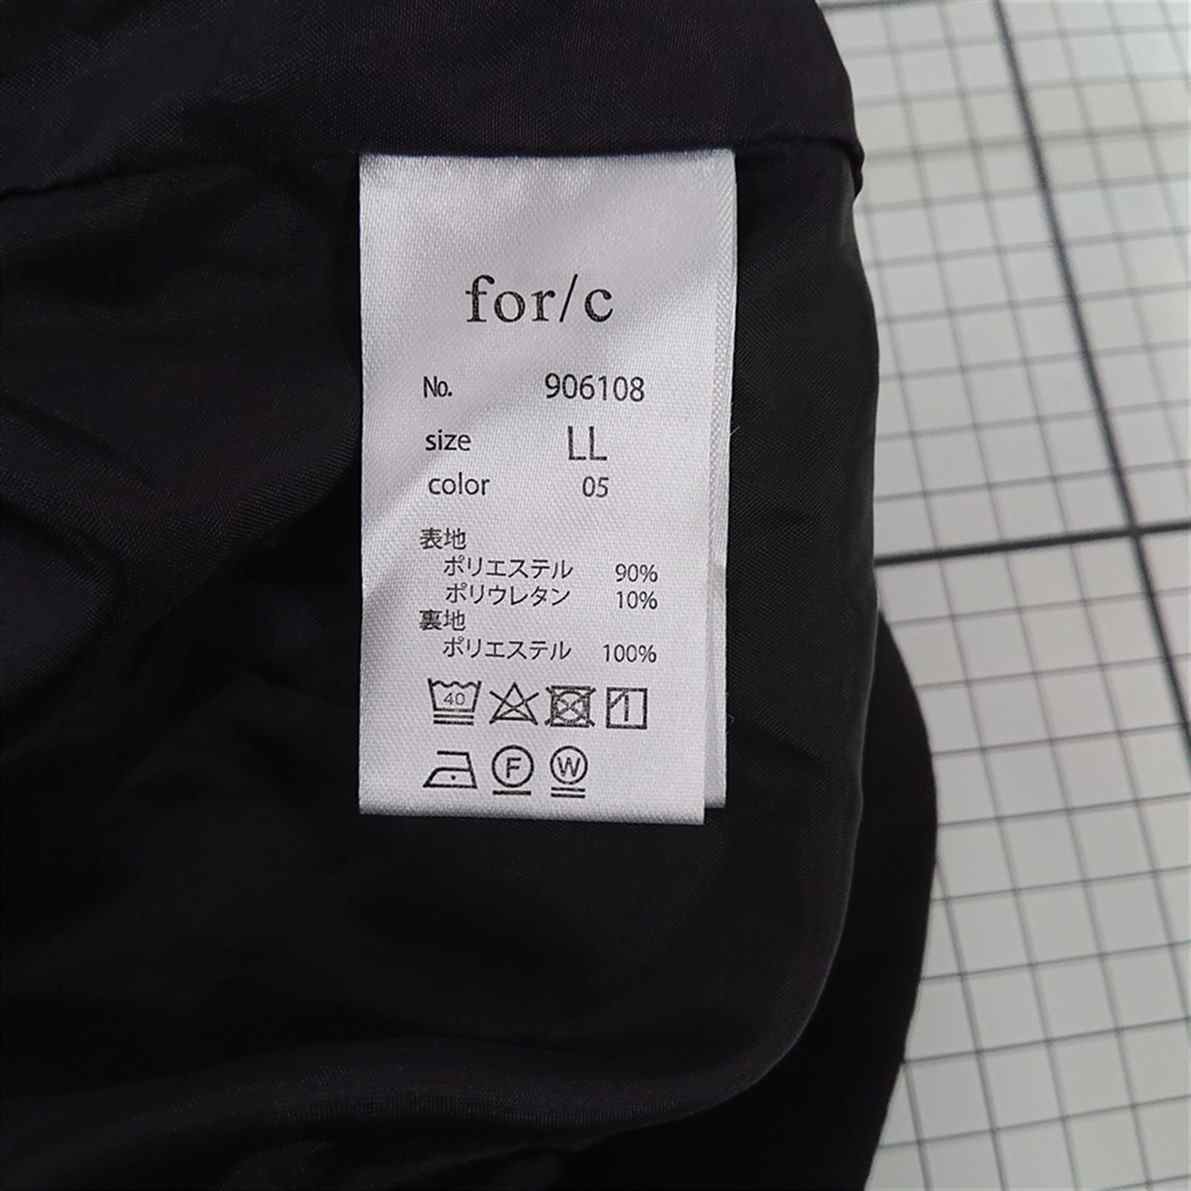 for/c
No. 906108
size LL
color 05
表地
ポリエステル 90%
ポリウレタン 10%
裏地
ポリエステル 100%
40
F W